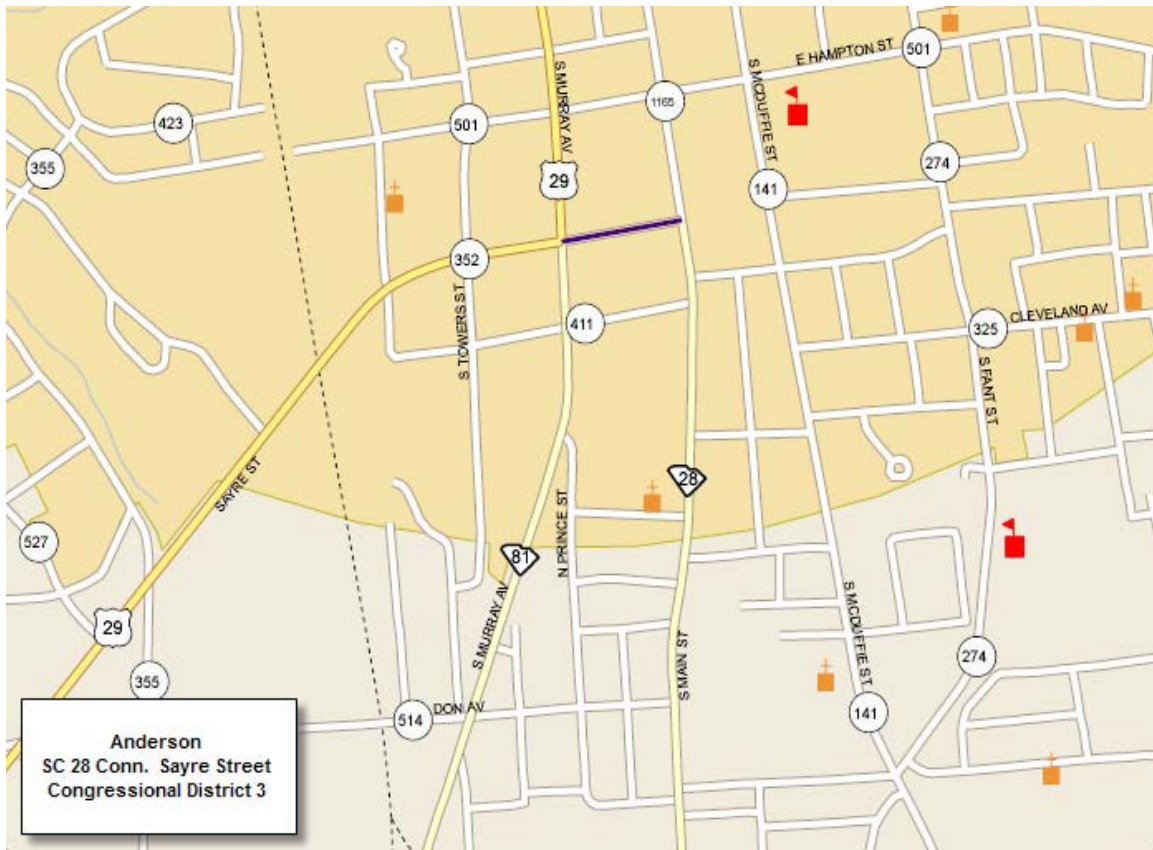 E HAMPTON ST
501
S MURRAY AV
S MCDUFFIE ST
1165
423
501
355
274
29
141
352
411
CLEVELAND AV
325
S TOWERS ST
S FANT ST
SAYRE ST
28
N PRINCE ST
527
81
29
S MURRAY AV
S MCDUFFIE ST
S MAIN ST
274
355
514
DON AV
141
Anderson
SC 28 Conn. Sayre Street
Congressional District 3